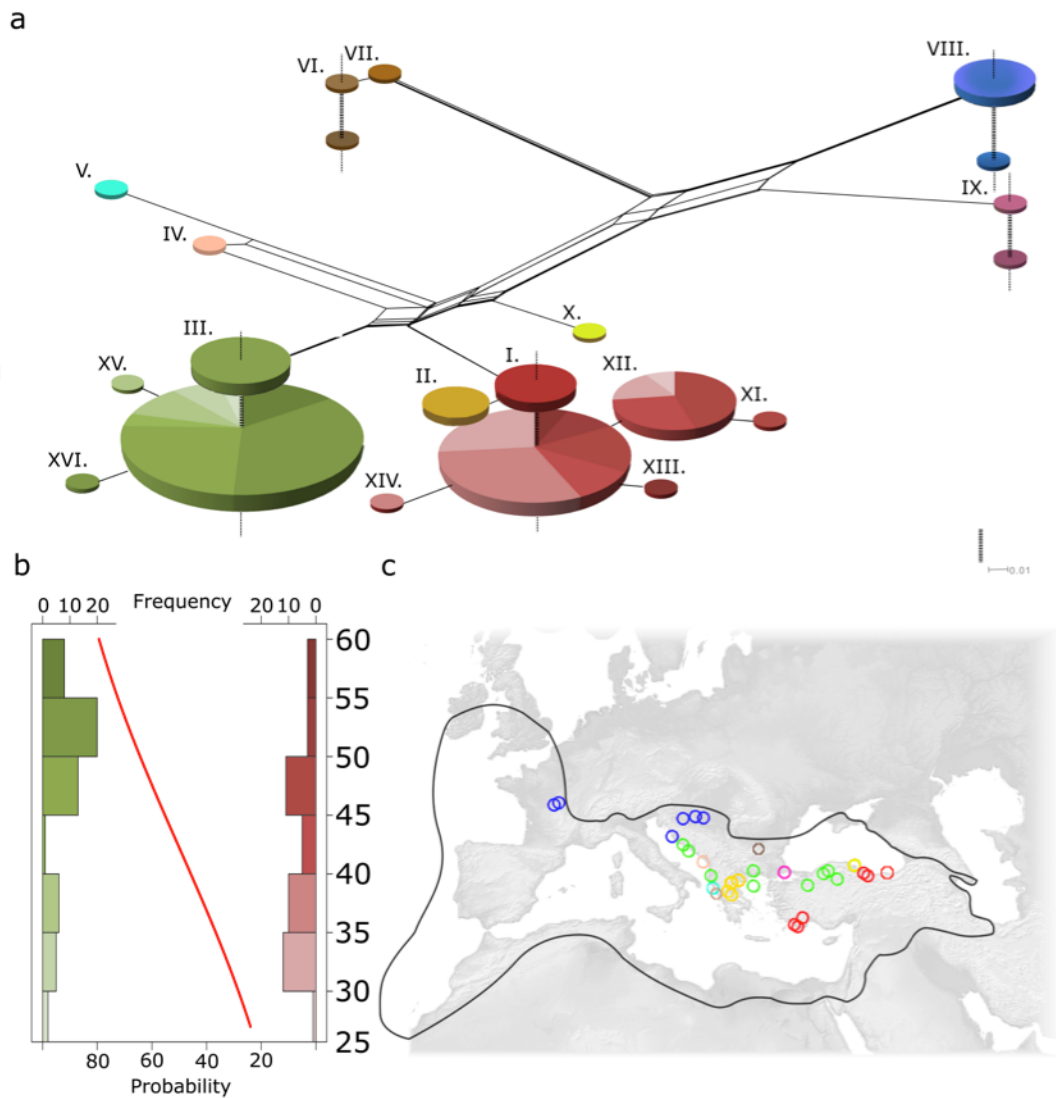 a
VI. VII. VIII.
V. IX.
IV.
X.
III. I. XII.
XV. II. XI.
XVI. XIV. XIII.
0.01
b c
0 10 20 Frequency 20 10 0
60
55
50
45
40
35
30
25
80 60 40 20
Probability